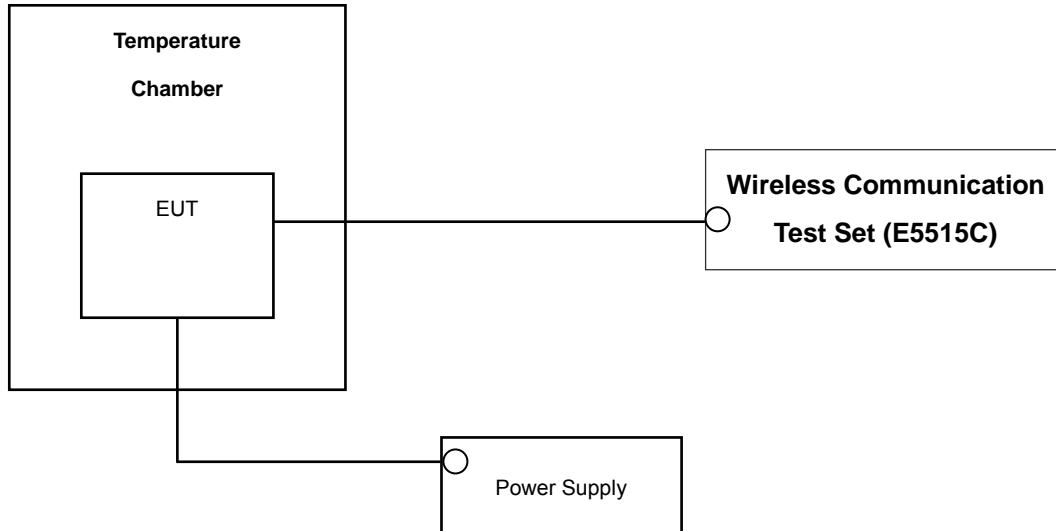 Temperature
Chamber
EUT
Wireless Communication
Test Set (E5515C)
Power Supply